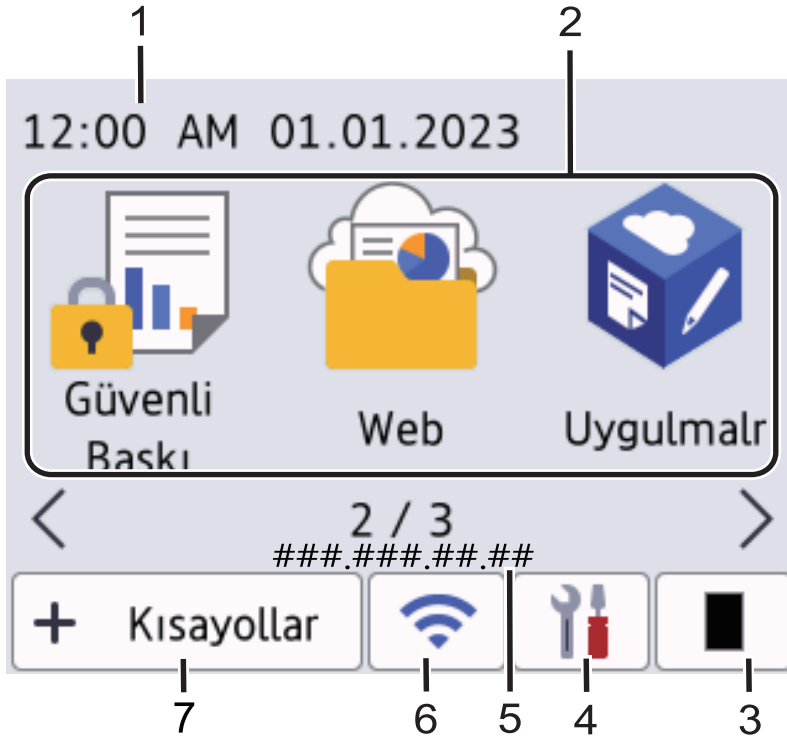 1 2
12:00 AM 01.01.2023
Güvenli
Baskı
Web
Uygulmalr
2 / 3
###.###.##.##
+ Kısayollar
7 6 5 4 3